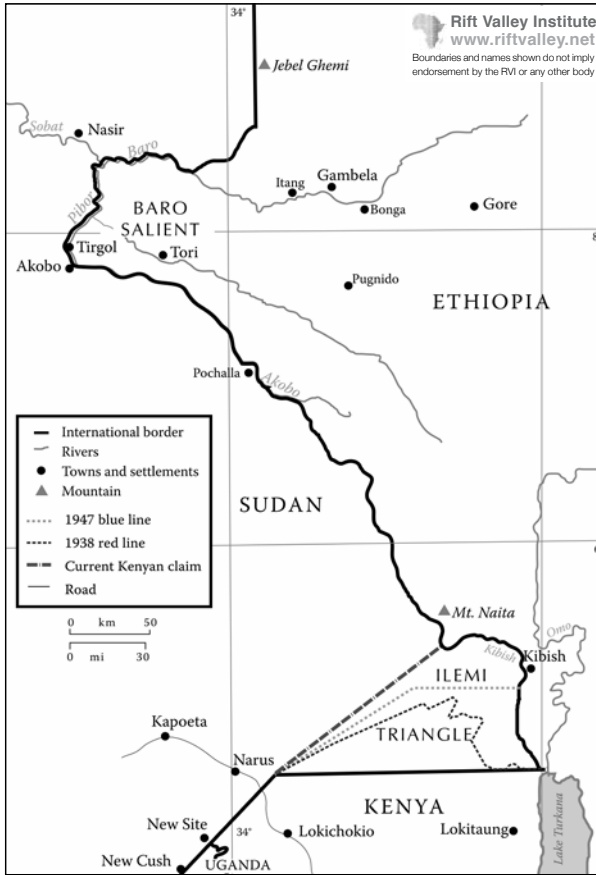 34°
Rift Valley Institute
www.riftvalley.net
Boundaries and names shown do not imply
endorsement by the RVI or any other body
Jebel Ghemi
Sobat
Nasir
Baro
Itang
Gambela
Bonga
Gore
Pibor
BARO
SALIENT
8
Tirgol
Tori
Akobo
Pugnido
ETHIOPIA
Pochalla
Akobo
International border
Rivers
Towns and settlements
Mountain
1947 blue line
1938 red line
Current Kenyan claim
Road
0 km 50
0 mi 30
SUDAN
6
Mt. Naita
Omo
Kibish
Kibish
ILEMI
TRIANGLE
Kapoeta
Narus
KENYA
New Site
34°
Lokichokio
Lokitaung
New Cush
UGANDA
Lake Turkana